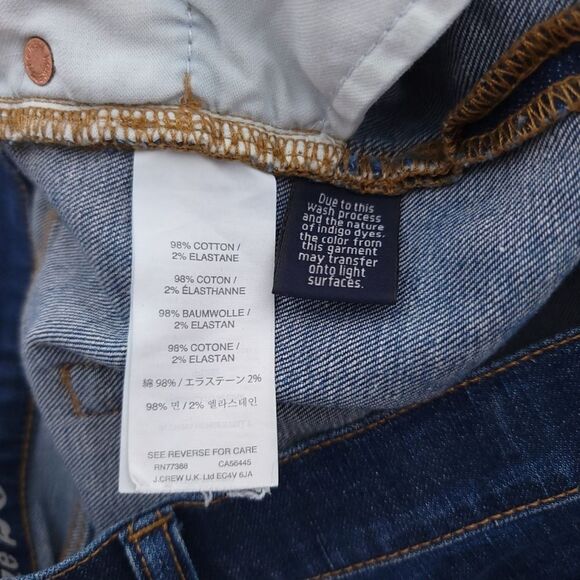 98% COTTON /
2% ELASTANE
98% COTON /
2% ÉLASTHANNE
98% BAUMWOLLE /
2% ELASTAN
98% COTONE /
2% ELASTAN
綿 98% / エラステーン 2%
98% 면 / 2% 엘라스테인
SEE REVERSE FOR CARE
RN77388 CA56445
J.CREW U.K. Ltd EC4V 6JA
Due to this
wash process
and the nature
of indigo dyes,
the color from
this garment
may transfer
onto light
surfaces.